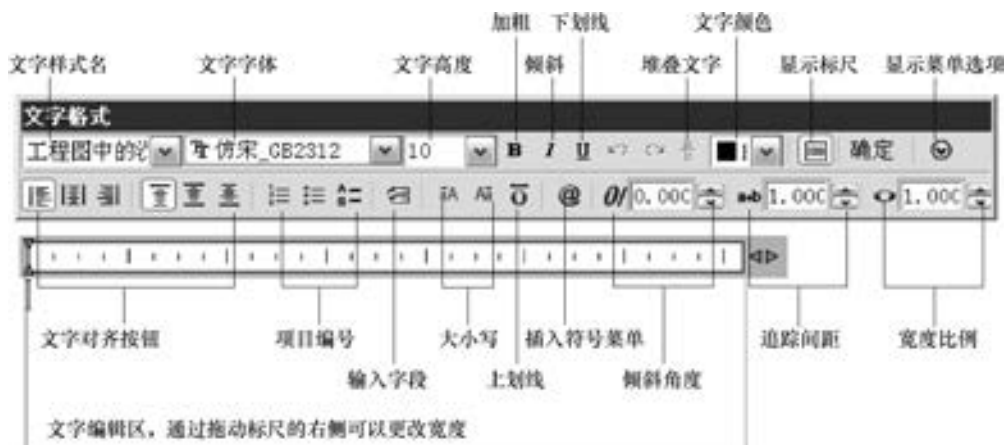 加粗 下划线 文字颜色
文字样式名 文字字体 文字高度 倾斜 堆叠文字 显示标尺 显示菜单选项
文字格式
工程图中的 仿宋_GB2312 10 B I U 确定
A A O @ 0/ 0.000 a•b 1.000 1.000
文字对齐按钮 项目编号 大小写 插入符号菜单 追踪间距 宽度比例
输入字段 上划线 倾斜角度
文字编辑区，通过拖动标尺的右侧可以更改宽度